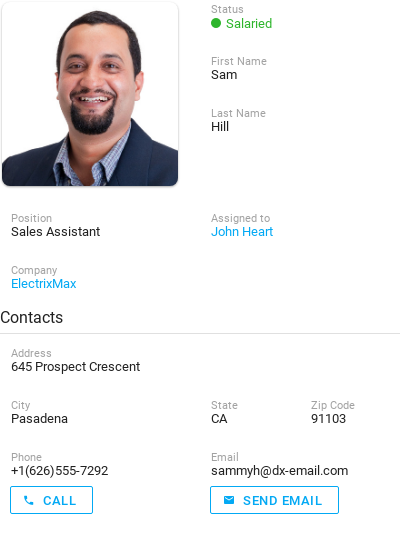 Status
Salaried
First Name
Sam
Last Name
Hill
Position
Sales Assistant
Assigned to
John Heart
Company
ElectrixMax
Contacts
Address
645 Prospect Crescent
City
Pasadena
State
CA
Zip Code
91103
Phone
+1(626)555-7292
Email
sammyh@dx-email.com
CALL
SEND EMAIL